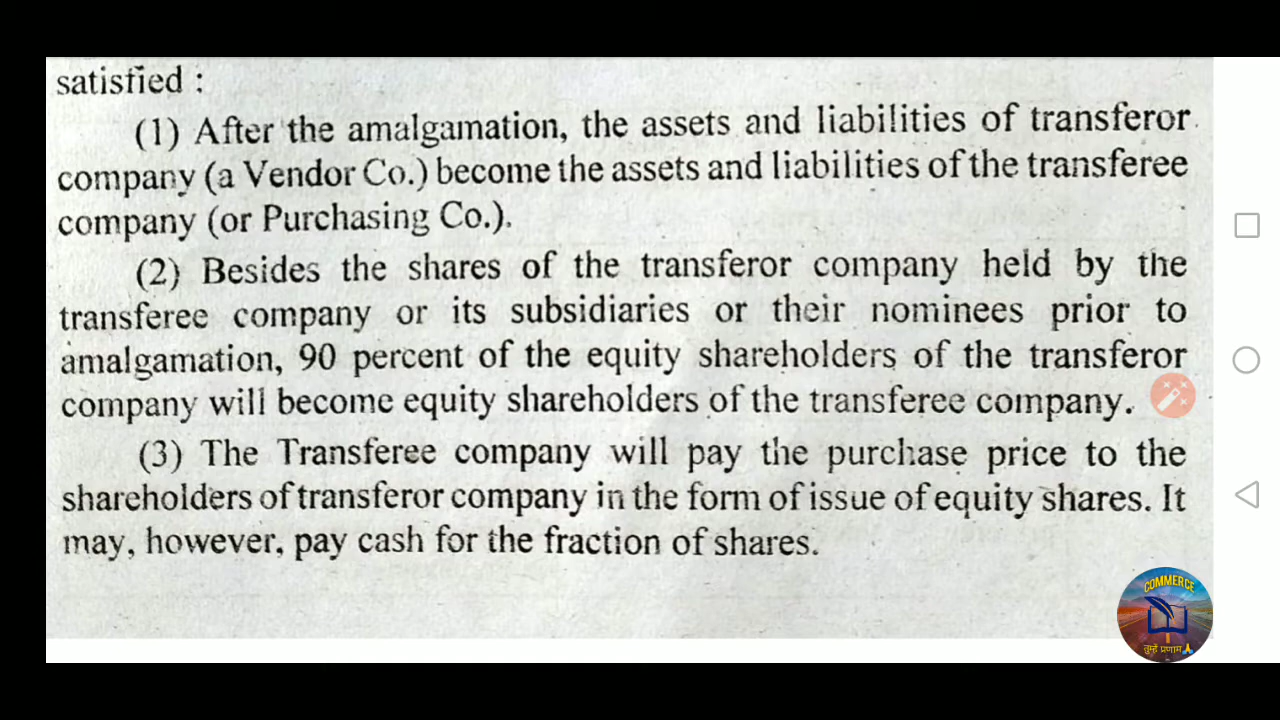 satisfied :
(1) After the amalgamation, the assets and liabilities of transferor
company (a Vendor Co.) become the assets and liabilities of the transferee
company (or Purchasing Co.).
(2) Besides the shares of the transferor company held by the
transferee company or its subsidiaries or their nominees prior to
amalgamation, 90 percent of the equity shareholders of the transferor
company will become equity shareholders of the transferee company.
(3) The Transferee company will pay the purchase price to the
shareholders of transferor company in the form of issue of equity shares. It
may, however, pay cash for the fraction of shares.
COMMERCE
तुम्हें प्रणाम